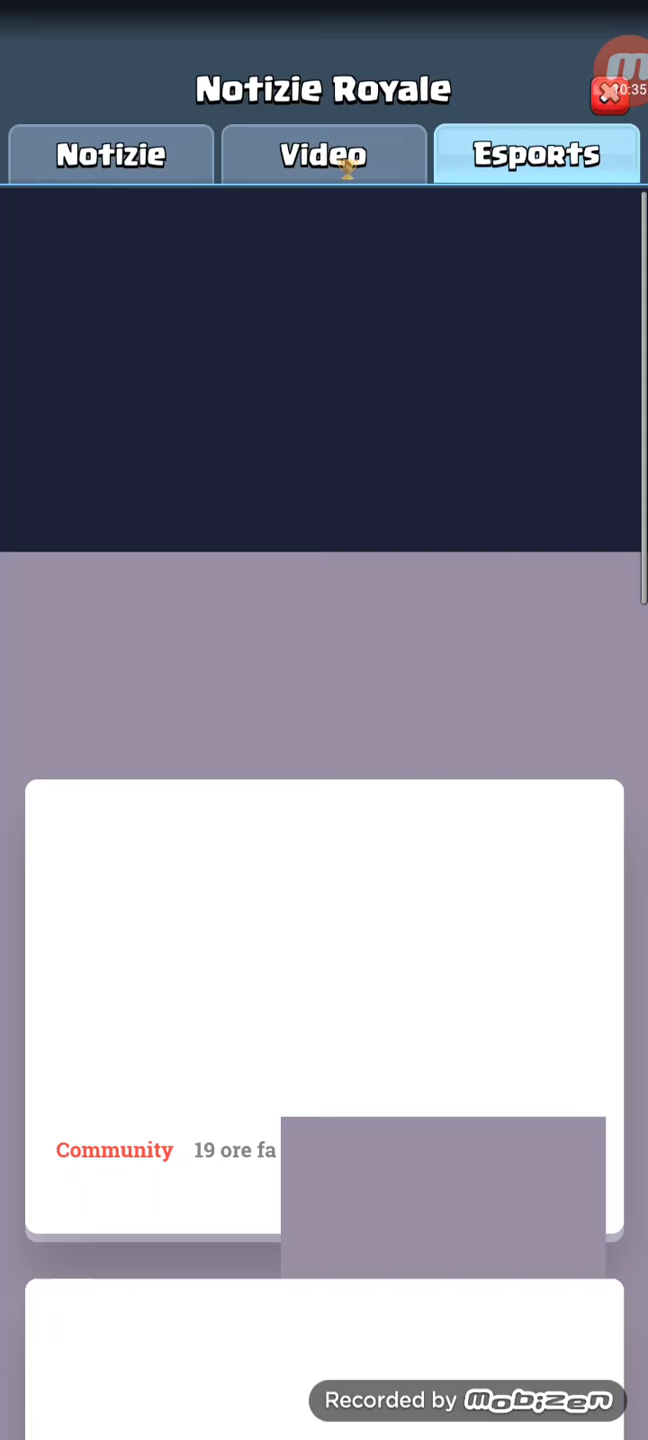 Notizie Royale
10:35
Notizie
Video
Esports
Community 19 ore fa
Recorded by mobizen